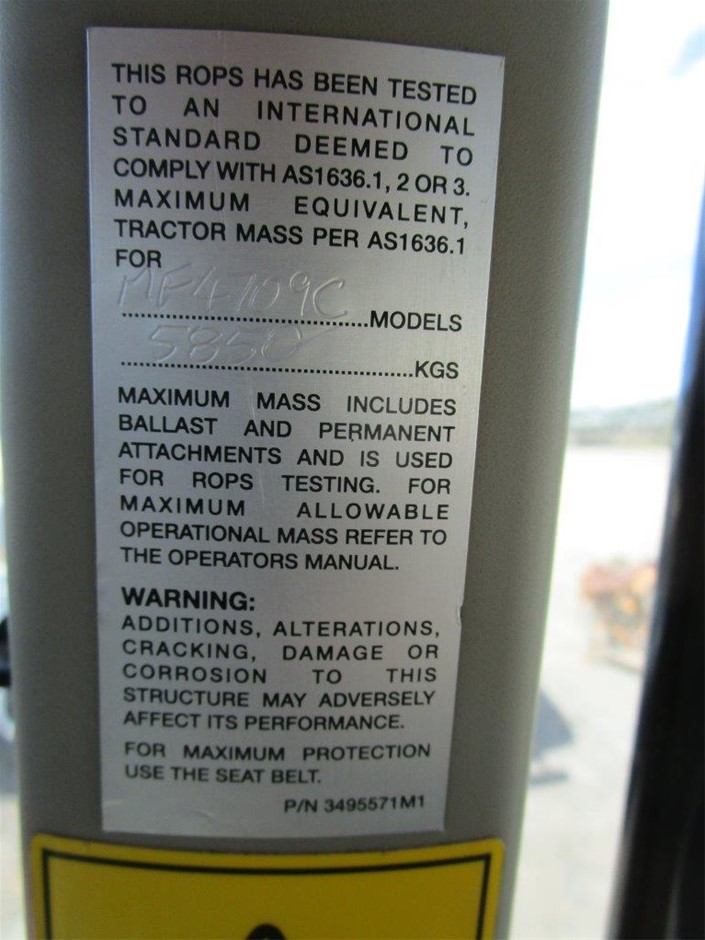 THIS ROPS HAS BEEN TESTED
TO AN INTERNATIONAL
STANDARD DEEMED TO
COMPLY WITH AS1636.1, 2 OR 3.
MAXIMUM EQUIVALENT,
TRACTOR MASS PER AS1636.1
FOR
MF4709C
..............................MODELS
5850
...................................KGS
MAXIMUM MASS INCLUDES
BALLAST AND PERMANENT
ATTACHMENTS AND IS USED
FOR ROPS TESTING. FOR
MAXIMUM ALLOWABLE
OPERATIONAL MASS REFER TO
THE OPERATORS MANUAL.
WARNING:
ADDITIONS, ALTERATIONS,
CRACKING, DAMAGE OR
CORROSION TO THIS
STRUCTURE MAY ADVERSELY
AFFECT ITS PERFORMANCE.
FOR MAXIMUM PROTECTION
USE THE SEAT BELT.
P/N 3495571M1